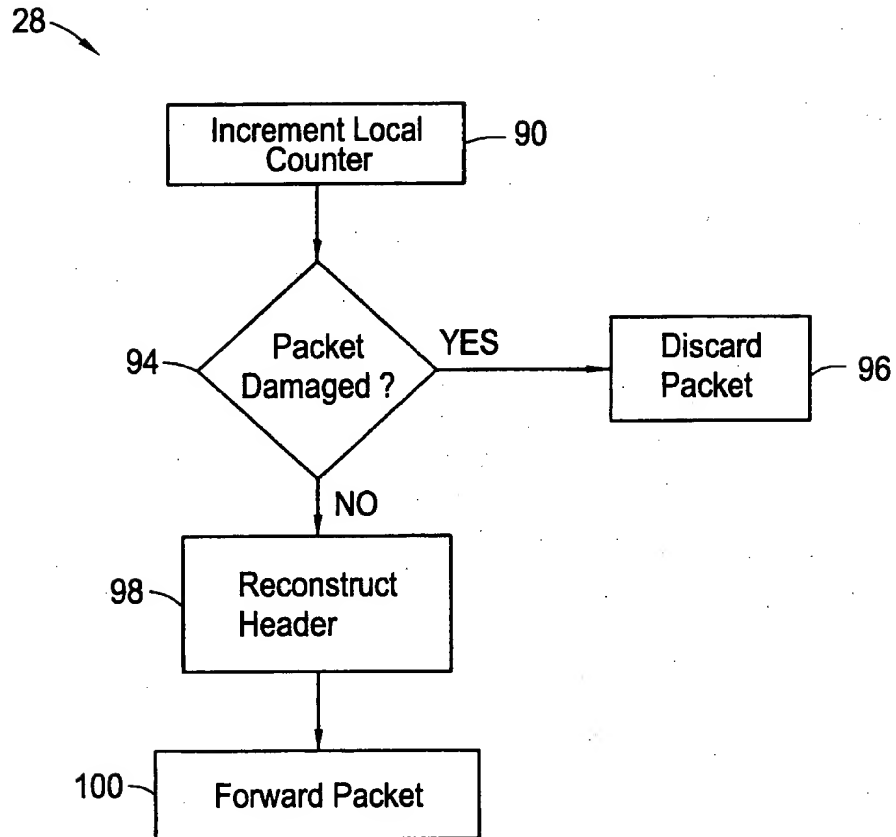 28
Increment Local
Counter
90
94
Packet
Damaged ?
YES
Discard
Packet
96
NO
98
Reconstruct
Header
100
Forward Packet